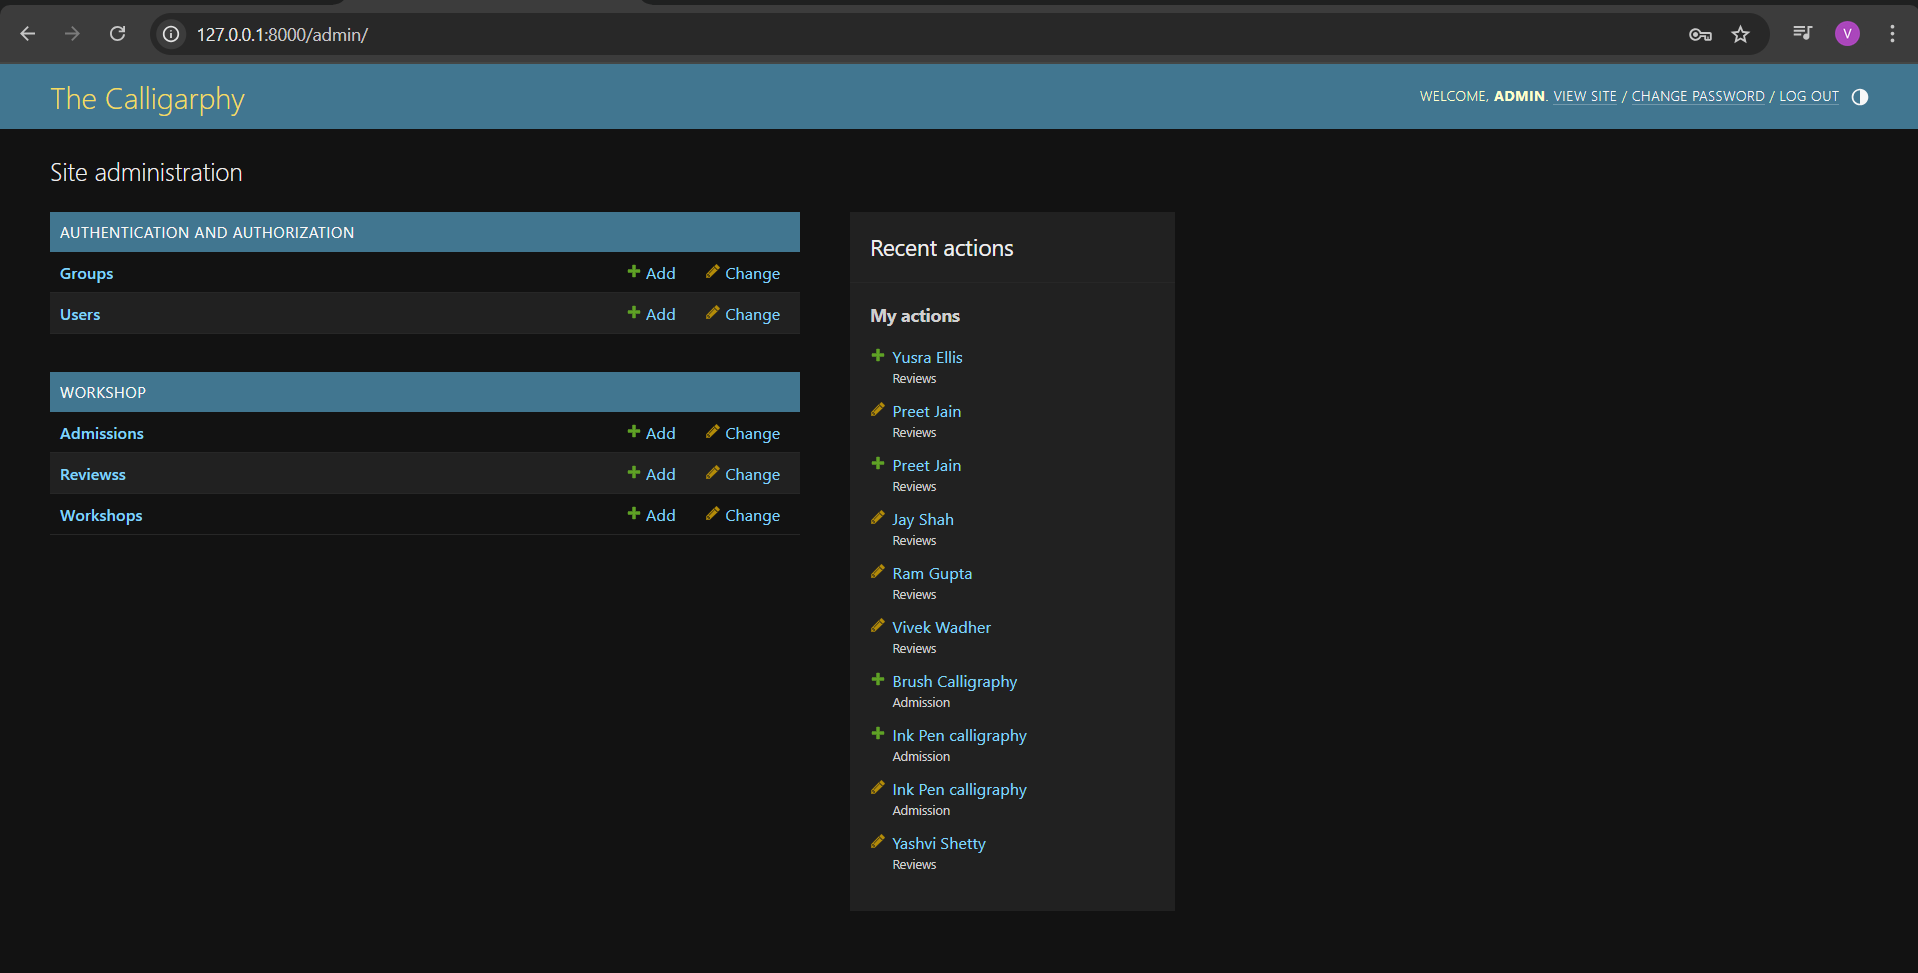 127.0.0.1:8000/admin/
V
The Calligarphy
WELCOME, ADMIN. VIEW SITE / CHANGE PASSWORD / LOG OUT
Site administration
AUTHENTICATION AND AUTHORIZATION
Groups Add Change
Users Add Change
WORKSHOP
Admissions Add Change
Reviewss Add Change
Workshops Add Change
Recent actions
My actions
Yusra Ellis
Reviews
Preet Jain
Reviews
Preet Jain
Reviews
Jay Shah
Reviews
Ram Gupta
Reviews
Vivek Wadher
Reviews
Brush Calligraphy
Admission
Ink Pen calligraphy
Admission
Ink Pen calligraphy
Admission
Yashvi Shetty
Reviews